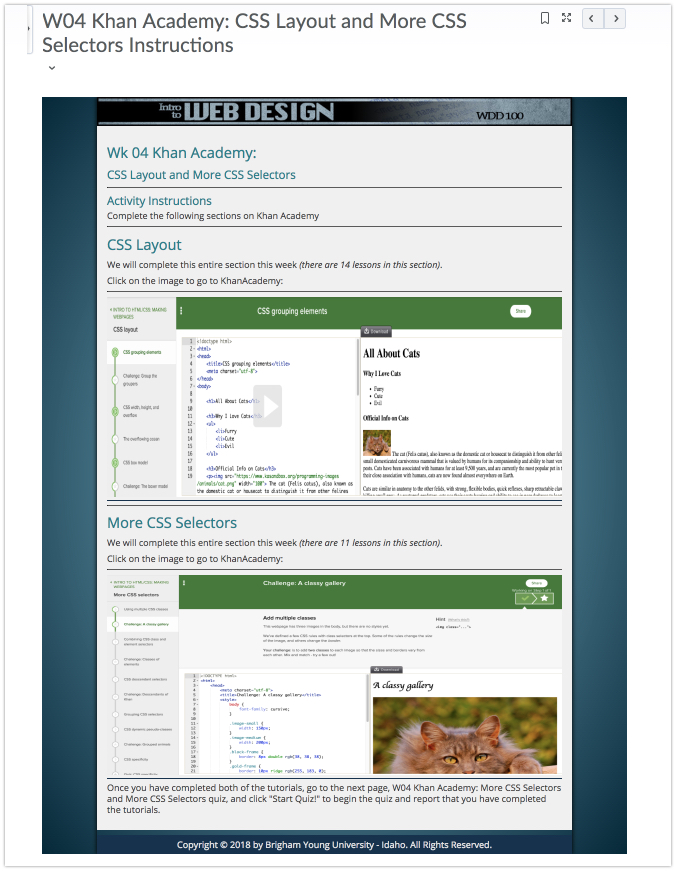 W04 Khan Academy: CSS Layout and More CSS
Selectors Instructions
Intro
to WEB DESIGN
WDD 100
Wk 04 Khan Academy:
CSS Layout and More CSS Selectors
Activity Instructions
Complete the following sections on Khan Academy
CSS Layout
We will complete this entire section this week (there are 14 lessons in this section).
Click on the image to go to KhanAcademy:
< INTRO TO HTML/CSS: MAKING
WEBPAGES
CSS layout
CSS grouping elements
Challenge: Group the
groupers
CSS width, height, and
overflow
The overflowing ocean
CSS box model
Challenge: The boxer model
CSS grouping elements
Share
Download
1 <!doctype html>
2 <html>
3 <head>
4 <title>CSS grouping elements</title>
5 <meta charset="utf-8">
6 </head>
7 <body>
8
9 <h1>All About Cats</h1>
10
11 <h3>Why I Love Cats</h3>
12 <ul>
13 <li>Furry
14 <li>Cute
15 <li>Evil
16 </ul>
17
18 <h3>Official Info on Cats</h3>
19 <p><img src="https://www.kasandbox.org/programming-images
/animals/cat.png" width="100"> The cat (Felis catus), also known as
the domestic cat or housecat to distinguish it from other felines
All About Cats
Why I Love Cats
Furry
Cute
Evil
Official Info on Cats
The cat (Felis catus), also known as the domestic cat or housecat to distinguish it from other feli
small domesticated carnivorous mammal that is valued by humans for its companionship and ability to hunt ver
pests. Cats have been associated with humans for at least 9,500 years, and are currently the most popular pet in t
their close association with humans, cats are now found almost everywhere on Earth.
Cats are similar in anatomy to the other felids, with strong, flexible bodies, quick reflexes, sharp retractable claw
More CSS Selectors
We will complete this entire section this week (there are 11 lessons in this section).
Click on the image to go to KhanAcademy:
< INTRO TO HTML/CSS: MAKING
WEBPAGES
More CSS selectors
Using multiple CSS classes
Challenge: A classy gallery
Combining CSS class and
element selectors
Challenge: Classes of
elements
CSS descendant selectors
Challenge: Descendants of
Grouping CSS selectors
CSS dynamic pseudo-classes
Challenge: Grouped animals
CSS specificity
Challenge: A classy gallery
Share
Add multiple classes
This webpage has three images in the body, but there are no styles yet.
We've defined a few CSS rules with class selectors at the top. Some of the rules change the size
of the image, and others change the border.
Your challenge is to add two classes to each image so that the size and borders vary from
each other. Mix and match - try a few out!
Hint
<img class="...">
Download
1 <!DOCTYPE html>
2 <html>
3 <head>
4 <meta charset="utf-8">
5 <title>Challenge: A classy gallery</title>
6 <style>
7 body {
8 font-family: cursive;
9 }
10
11 .image-small {
12 width: 150px;
13 }
14 .image-medium {
15 width: 200px;
16 }
17 .black-frame {
18 border: 8px double rgb(38, 38, 38);
19 }
20 .gold-frame {
21 border: 10px ridge rgb(255, 183, 0);
A classy gallery
Once you have completed both of the tutorials, go to the next page, W04 Khan Academy: More CSS Selectors
and More CSS Selectors quiz, and click "Start Quiz!" to begin the quiz and report that you have completed
the tutorials.
Copyright © 2018 by Brigham Young University - Idaho. All Rights Reserved.